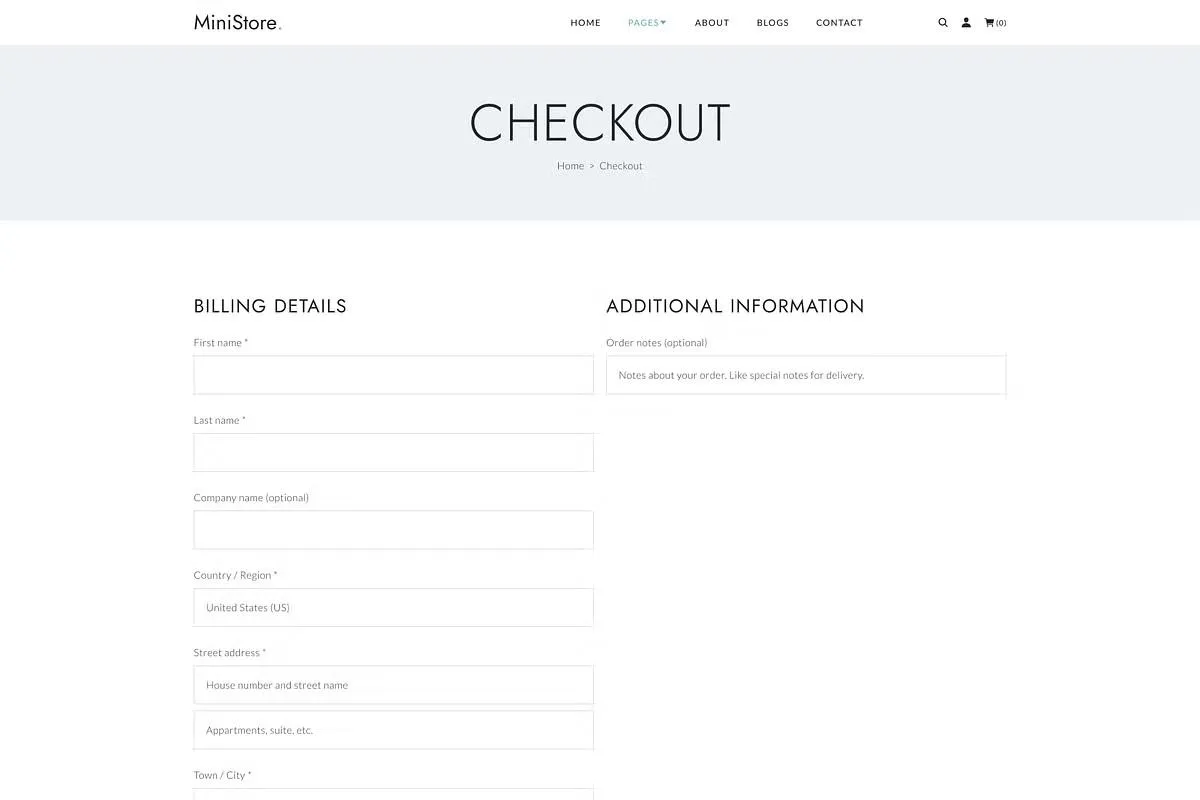 MiniStore.
HOME PAGES ABOUT BLOGS CONTACT (0)
CHECKOUT
Home > Checkout
BILLING DETAILS
First name *
Last name *
Company name (optional)
Country / Region *
United States (US)
Street address *
House number and street name
Appartments, suite, etc.
Town / City *
ADDITIONAL INFORMATION
Order notes (optional)
Notes about your order. Like special notes for delivery.